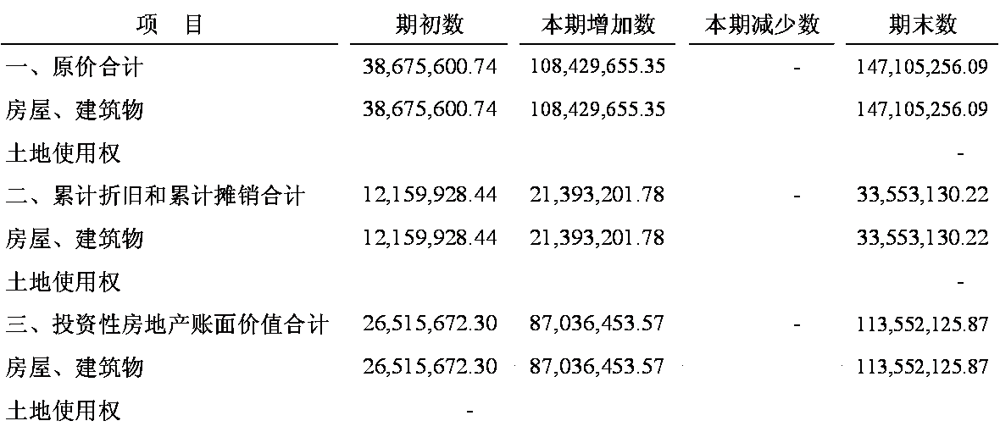 项 目 期初数 本期增加数 本期减少数 期末数
一、原价合计 38,675,600.74 108,429,655.35 - 147,105,256.09
房屋、建筑物 38,675,600.74 108,429,655.35 147,105,256.09
土地使用权 -
二、累计折旧和累计摊销合计 12,159,928.44 21,393,201.78 - 33,553,130.22
房屋、建筑物 12,159,928.44 21,393,201.78 33,553,130.22
土地使用权 -
三、投资性房地产账面价值合计 26,515,672.30 87,036,453.57 - 113,552,125.87
房屋、建筑物 26,515,672.30 87,036,453.57 113,552,125.87
土地使用权 -